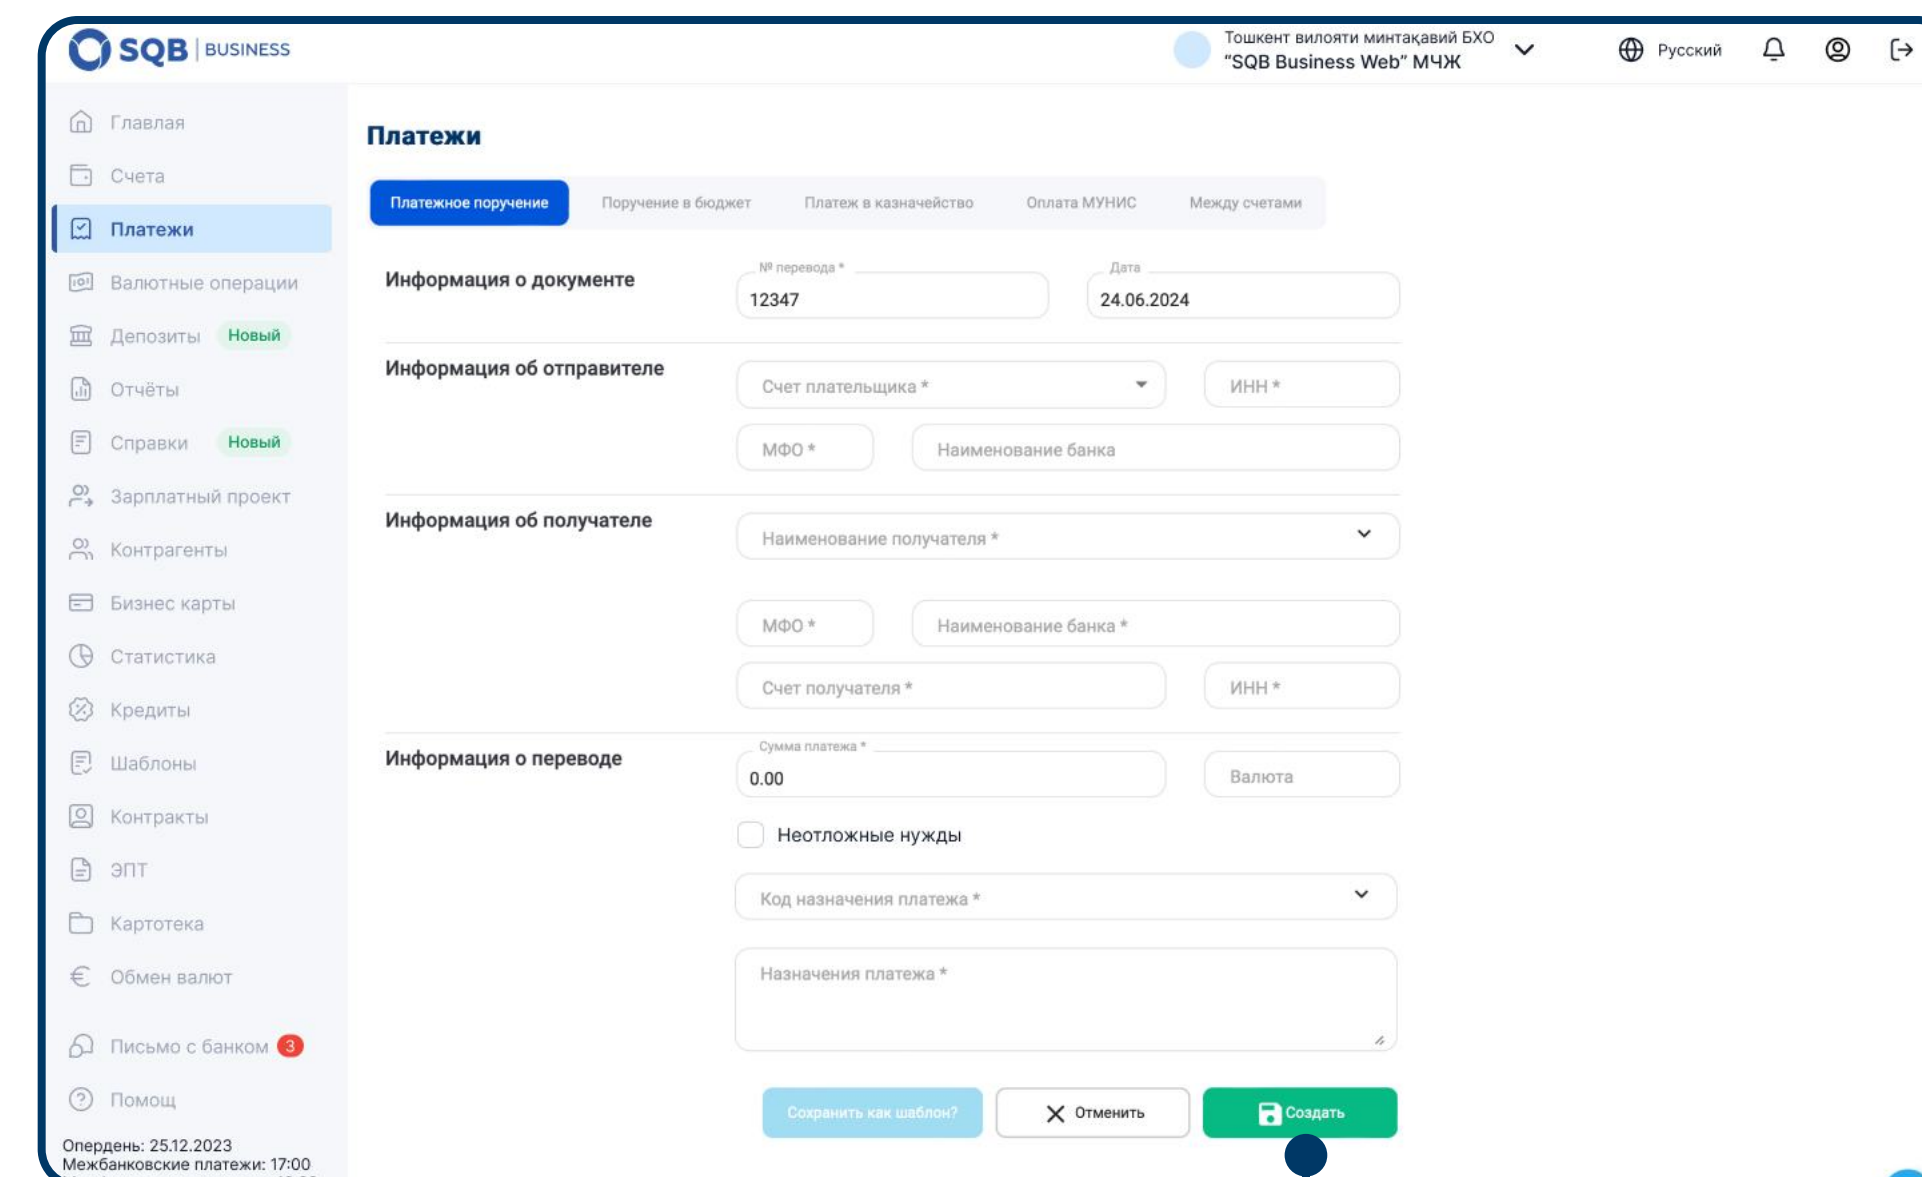 SQB BUSINESS
Тошкент вилояти минтақавий БХО
"SQB Business Web" МЧЖ
Русский
Главлая
Счета
Платежи
Валютные операции
Депозиты Новый
Отчёты
Справки Новый
Зарплатный проект
Контрагенты
Бизнес карты
Статистика
Кредиты
Шаблоны
Контракты
ЭПТ
Картотека
Обмен валют
Письмо с банком 3
Помощ
Опердень: 25.12.2023
Межбанковские платежи: 17:00
Платежи
Платежное поручение Поручение в бюджет Платеж в казначейство Оплата МУНИС Между счетами
Информация о документе
№ перевода *
12347
Дата
24.06.2024
Информация об отправителе
Счет плательщика *
ИНН *
МФО *
Наименование банка
Информация об получателе
Наименование получателя *
МФО *
Наименование банка *
Счет получателя *
ИНН *
Информация о переводе
Сумма платежа *
0.00
Валюта
Неотложные нужды
Код назначения платежа *
Назначения платежа *
Сохранить как шаблон?
Отменить
Создать